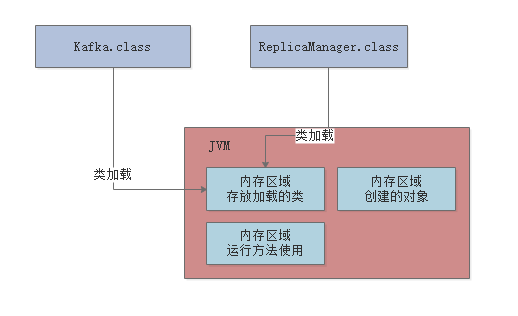 Kafka.class
ReplicaManager.class
类加载
JVM
类加载
内存区域
存放加载的类
内存区域
创建的对象
内存区域
运行方法使用